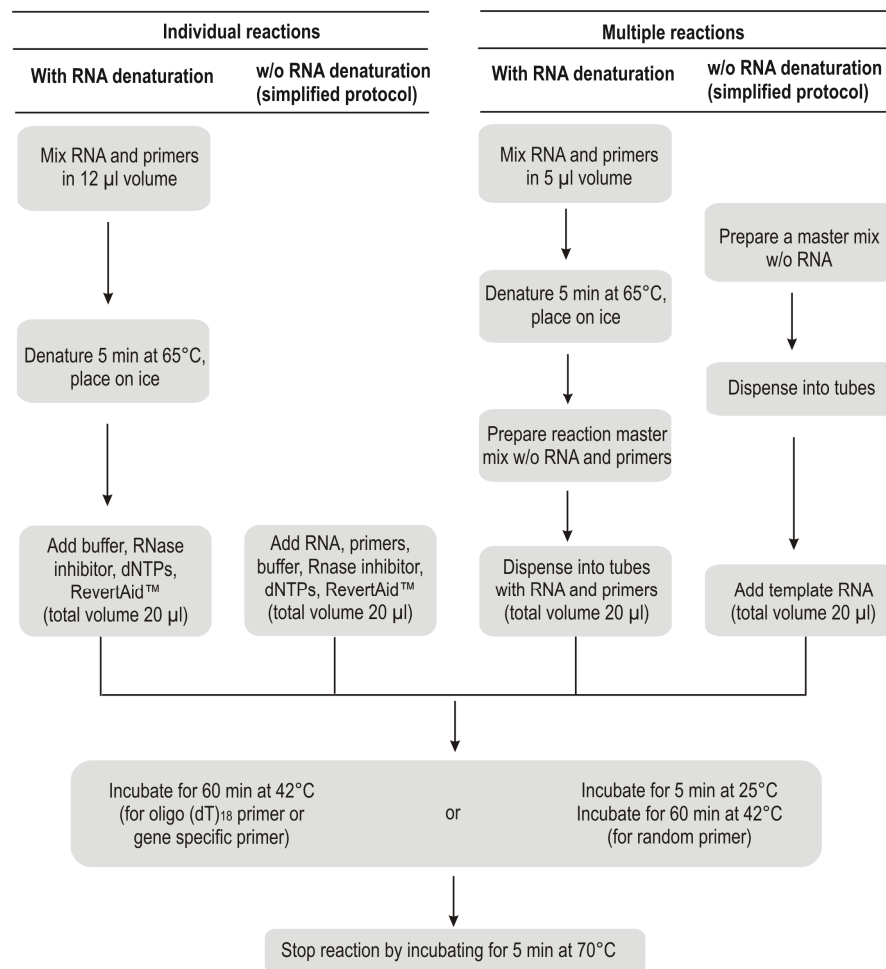 Individual reactions
With RNA denaturation
w/o RNA denaturation
(simplified protocol)
Mix RNA and primers
in 12 µl volume
Denature 5 min at 65°C,
place on ice
Add buffer, RNase
inhibitor, dNTPs,
RevertAid™
(total volume 20 µl)
Add RNA, primers,
buffer, Rnase inhibitor,
dNTPs, RevertAid™
(total volume 20 µl)
Multiple reactions
With RNA denaturation
w/o RNA denaturation
(simplified protocol)
Mix RNA and primers
in 5 µl volume
Denature 5 min at 65°C,
place on ice
Prepare reaction master
mix w/o RNA and primers
Dispense into tubes
with RNA and primers
(total volume 20 µl)
Prepare a master mix
w/o RNA
Dispense into tubes
Add template RNA
(total volume 20 µl)
Incubate for 60 min at 42°C
(for oligo (dT)18 primer or
gene specific primer)
or
Incubate for 5 min at 25°C
Incubate for 60 min at 42°C
(for random primer)
Stop reaction by incubating for 5 min at 70°C